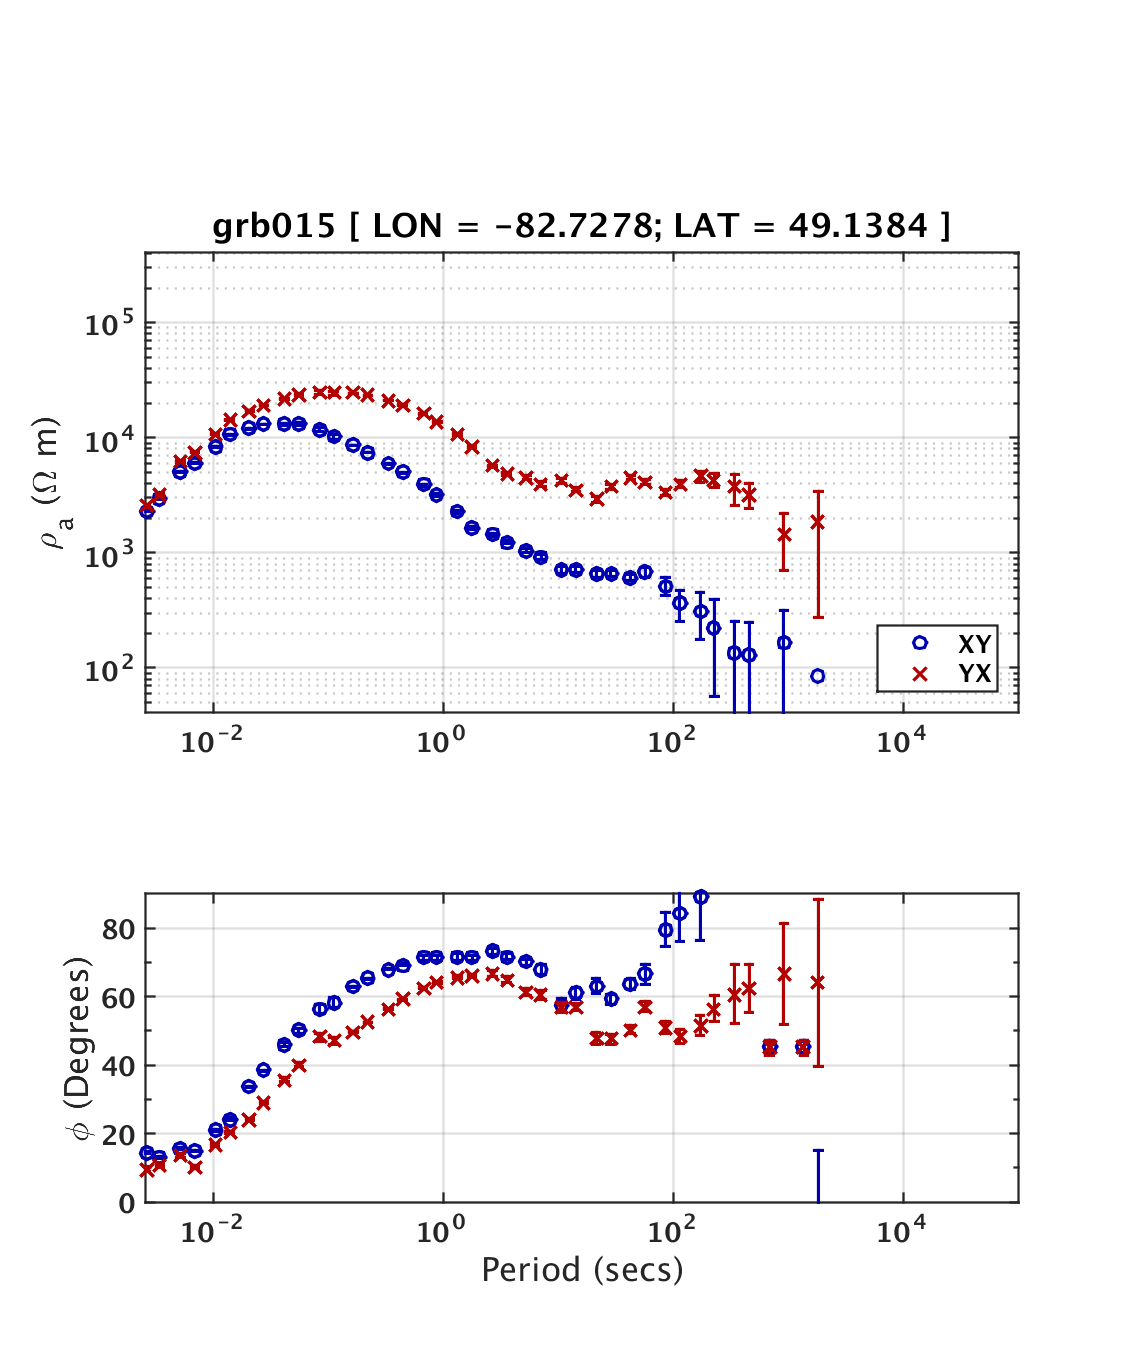 grb015 [ LON = -82.7278; LAT = 49.1384 ]
ρa (Ω m)
10^5
10^4
10^3
10^2
XY
YX
10^-2 10^0 10^2 10^4
ϕ (Degrees)
80
60
40
20
0
10^-2 10^0 10^2 10^4
Period (secs)